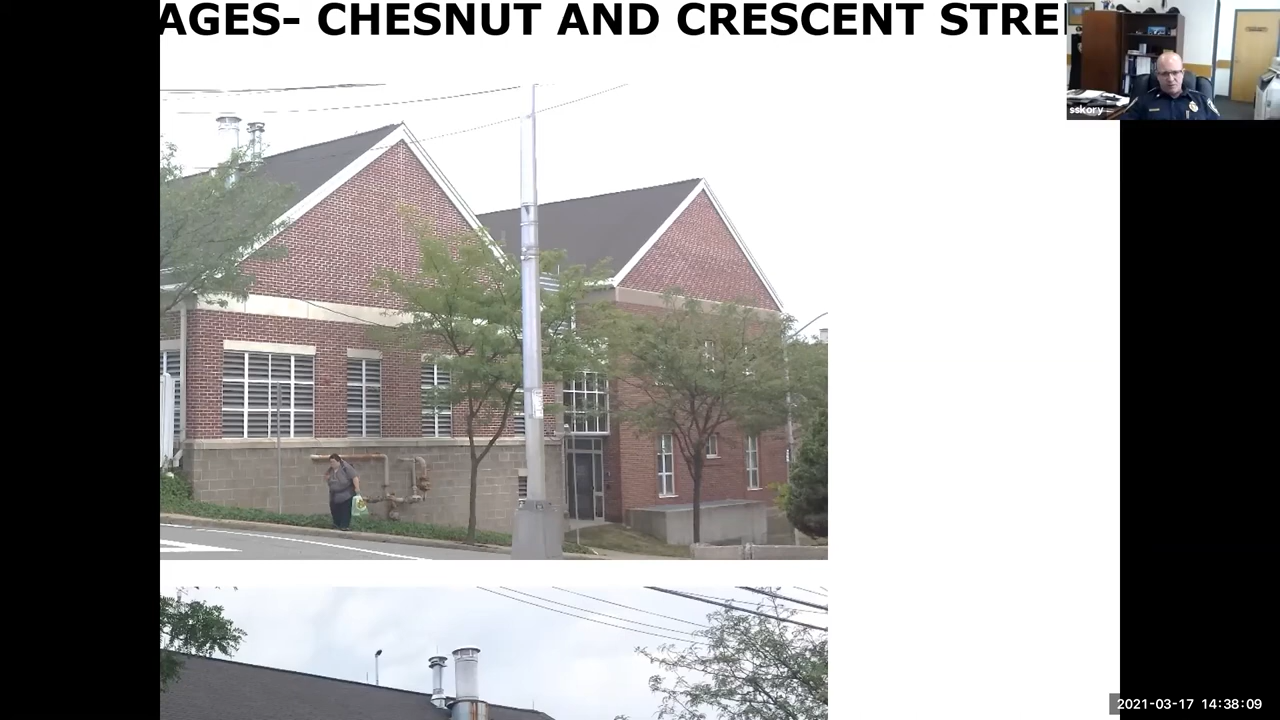 AGES- CHESNUT AND CRESCENT STRE
sskory
2021-03-17 14:38:09